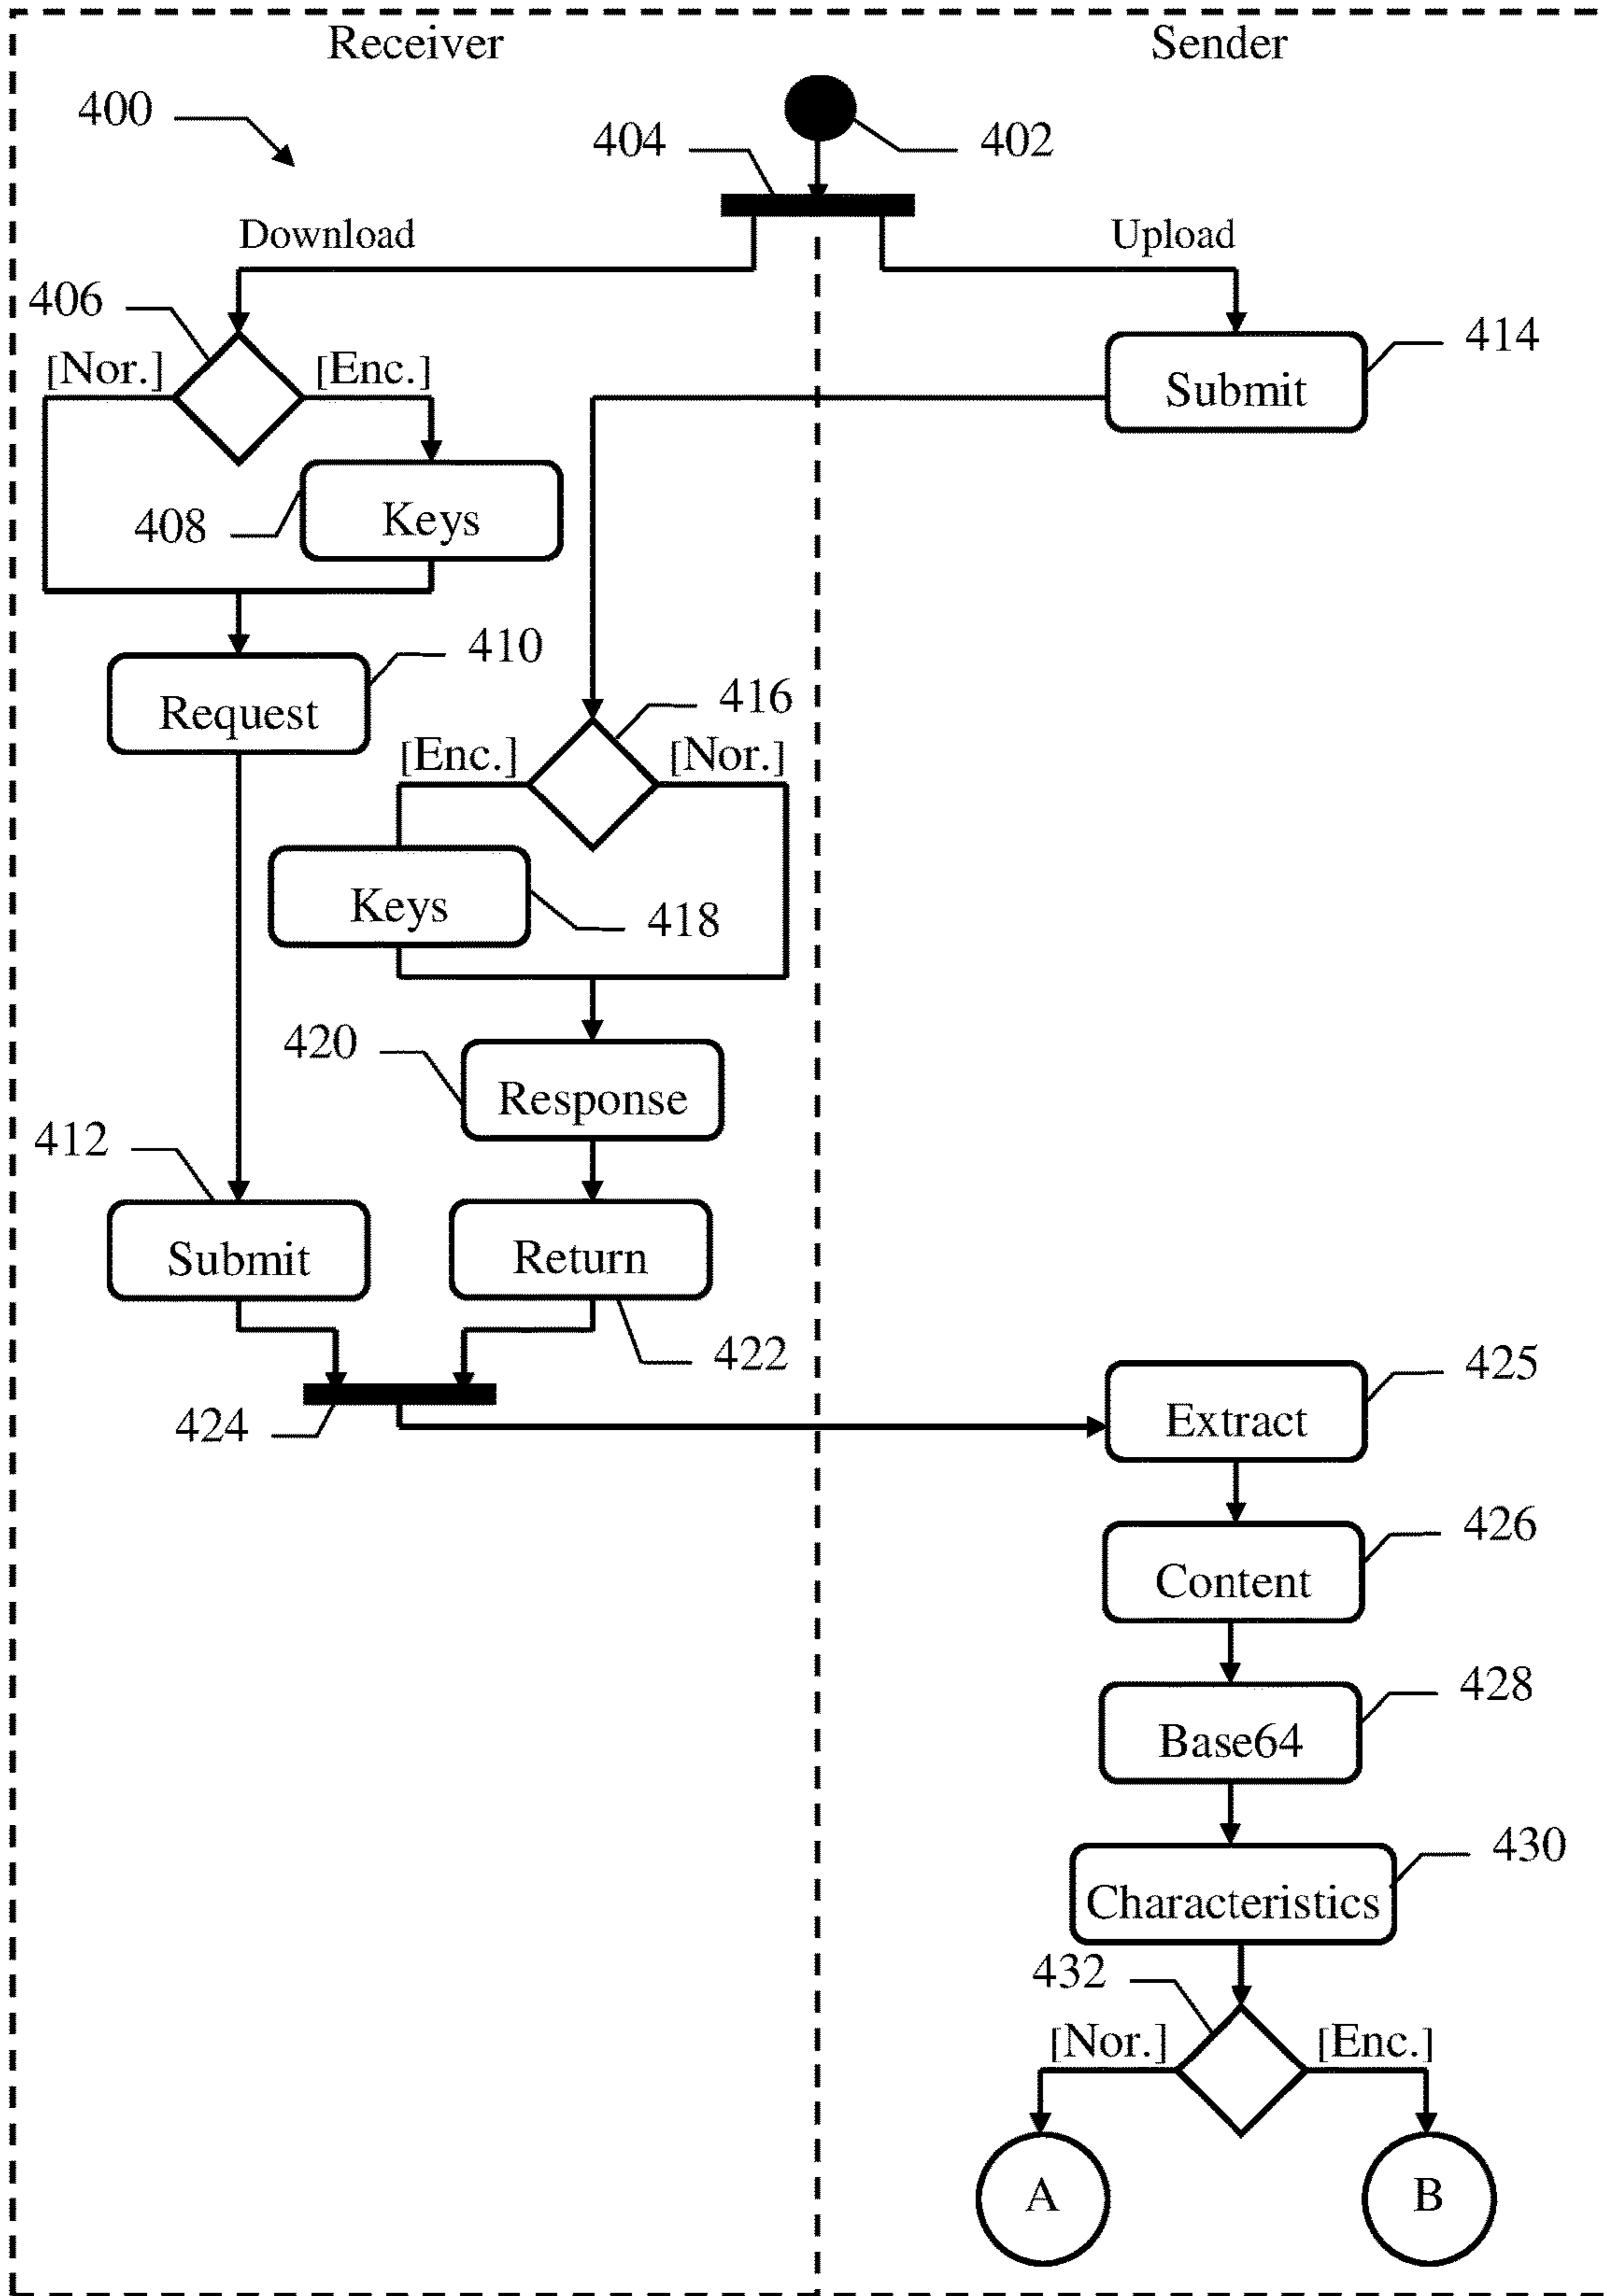 Receiver
Sender
400
404
402
Download
Upload
406
414
[Nor.]
[Enc.]
Submit
408
Keys
410
Request
416
[Enc.]
[Nor.]
Keys
418
420
Response
412
Submit
Return
422
425
424
Extract
426
Content
428
Base64
430
Characteristics
432
[Nor.]
[Enc.]
A
B